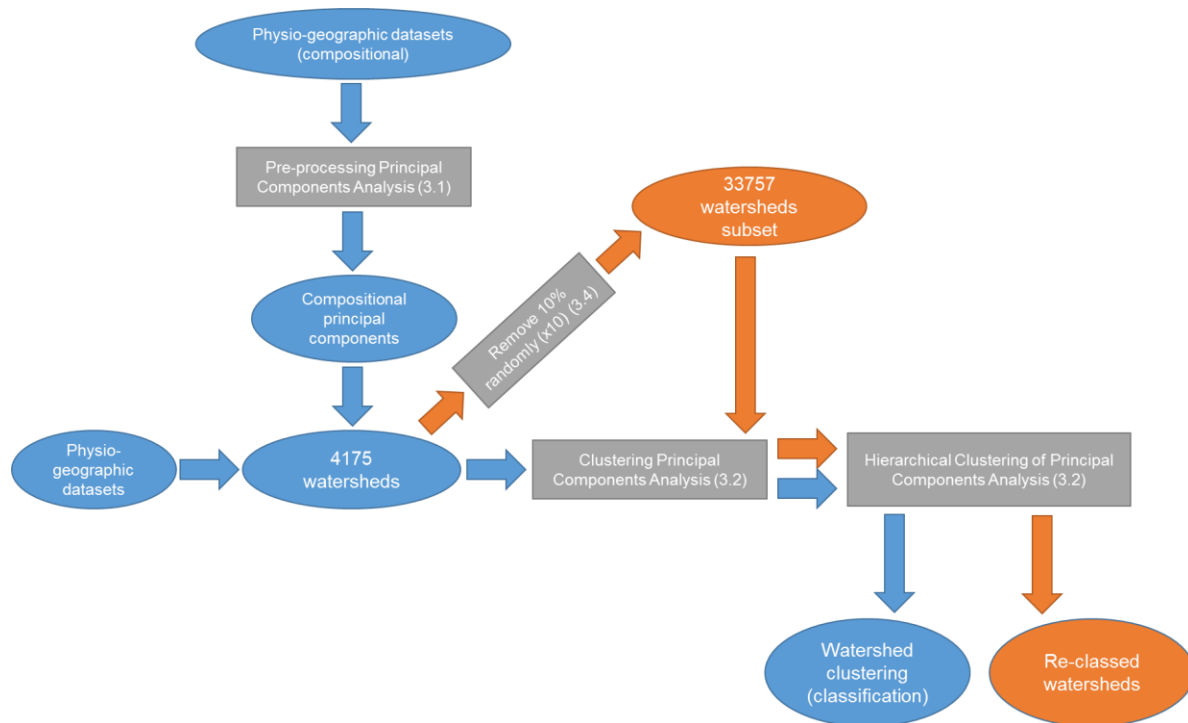 Physio-geographic datasets
(compositional)
Pre-processing Principal
Components Analysis (3.1)
33757
watersheds
subset
Compositional
principal
components
Remove 10%
randomly (x10) (3.4)
Physio-
geographic
datasets
4175
watersheds
Clustering Principal
Components Analysis (3.2)
Hierarchical Clustering of Principal
Components Analysis (3.2)
Watershed
clustering
(classification)
Re-classed
watersheds